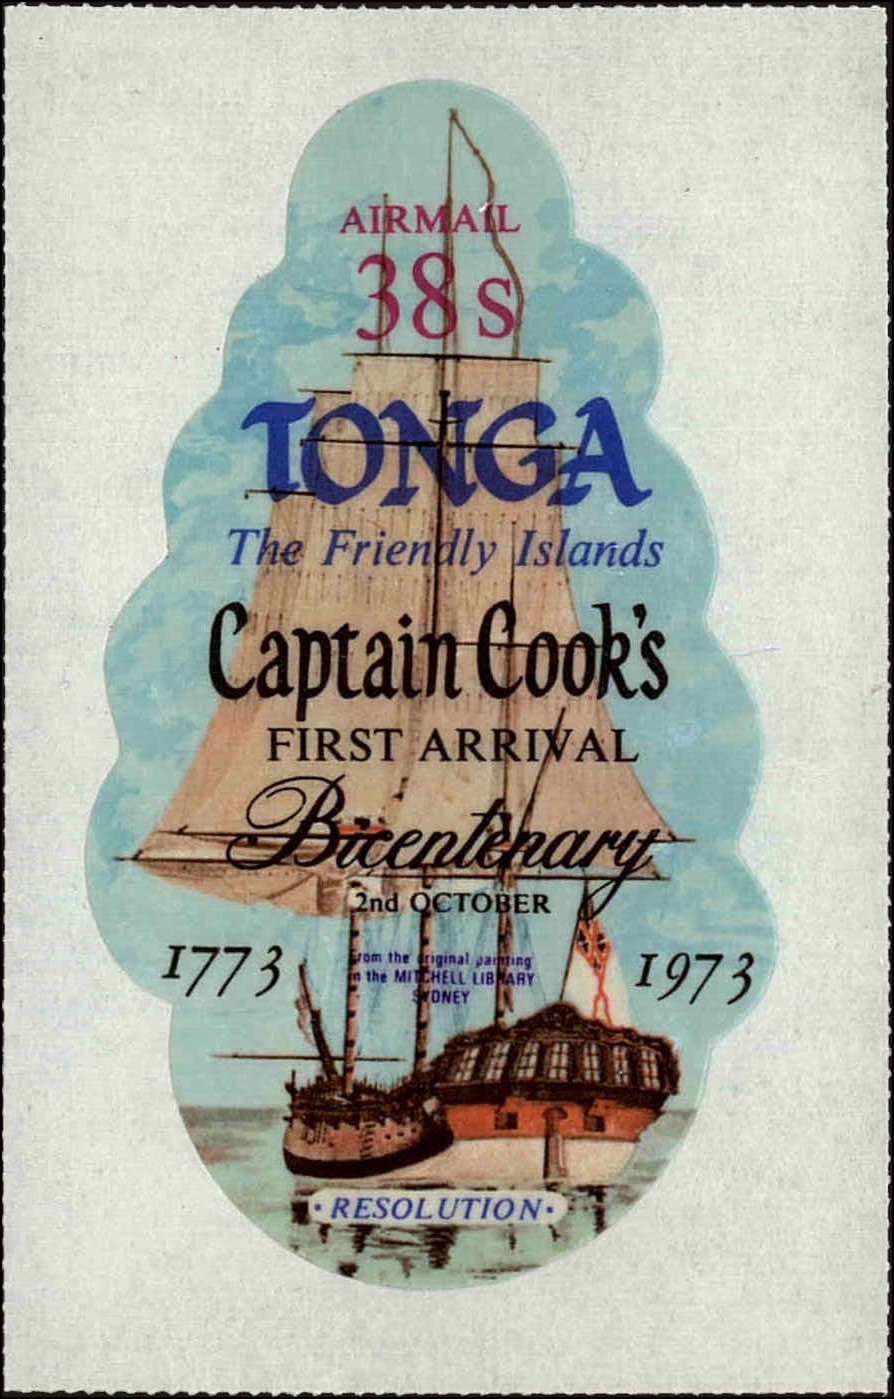 AIRMAIL
38s
TONGA
The Friendly Islands
Captain Cook's
FIRST ARRIVAL
Bicentenary
2nd OCTOBER
1773
1973
From the original painting
in the MITCHELL LIBRARY
SYDNEY
· RESOLUTION ·